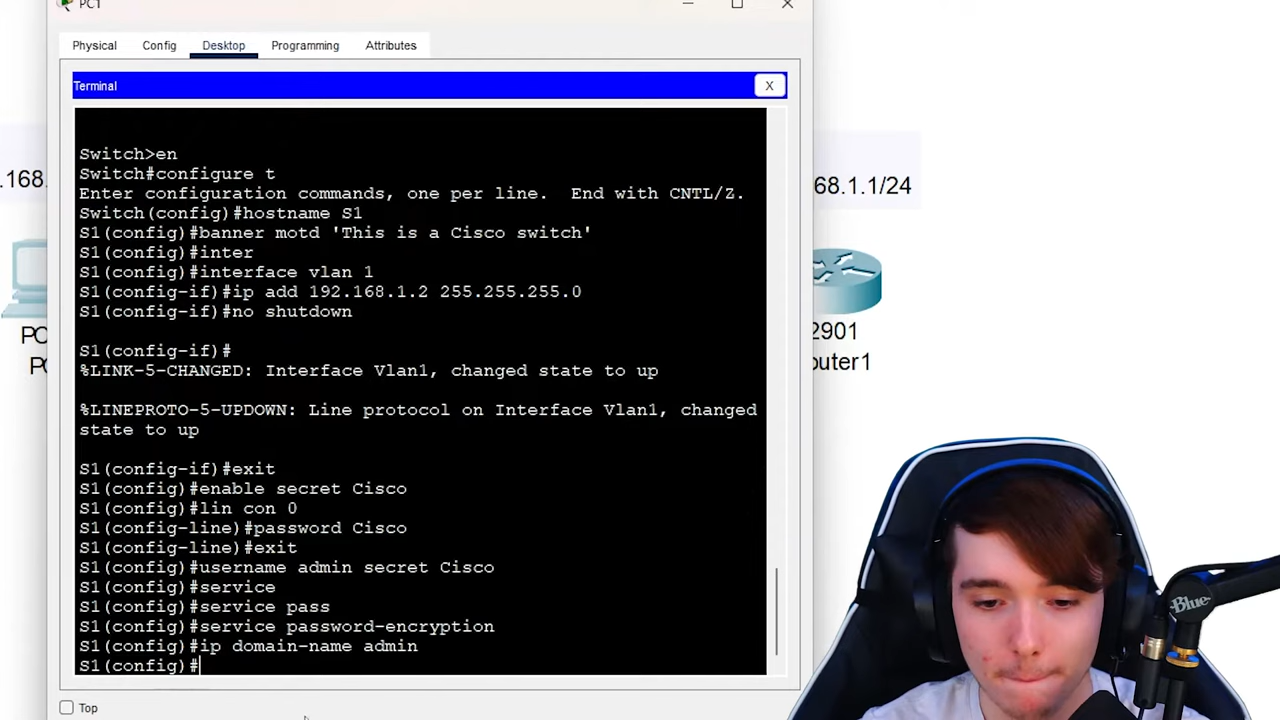 PC1
Physical
Config
Desktop
Programming
Attributes
Terminal
X
Switch>en
Switch#configure t
Enter configuration commands, one per line.  End with CNTL/Z.
Switch(config)#hostname S1
S1(config)#banner motd 'This is a Cisco switch'
S1(config)#inter
S1(config)#interface vlan 1
S1(config-if)#ip add 192.168.1.2 255.255.255.0
S1(config-if)#no shutdown
S1(config-if)#
%LINK-5-CHANGED: Interface Vlan1, changed state to up
%LINEPROTO-5-UPDOWN: Line protocol on Interface Vlan1, changed
state to up
S1(config-if)#exit
S1(config)#enable secret Cisco
S1(config)#lin con 0
S1(config-line)#password Cisco
S1(config-line)#exit
S1(config)#username admin secret Cisco
S1(config)#service
S1(config)#service pass
S1(config)#service password-encryption
S1(config)#ip domain-name admin
S1(config)#
Top
.168.
PC
PC
68.1.1/24
2901
outer1
Blue